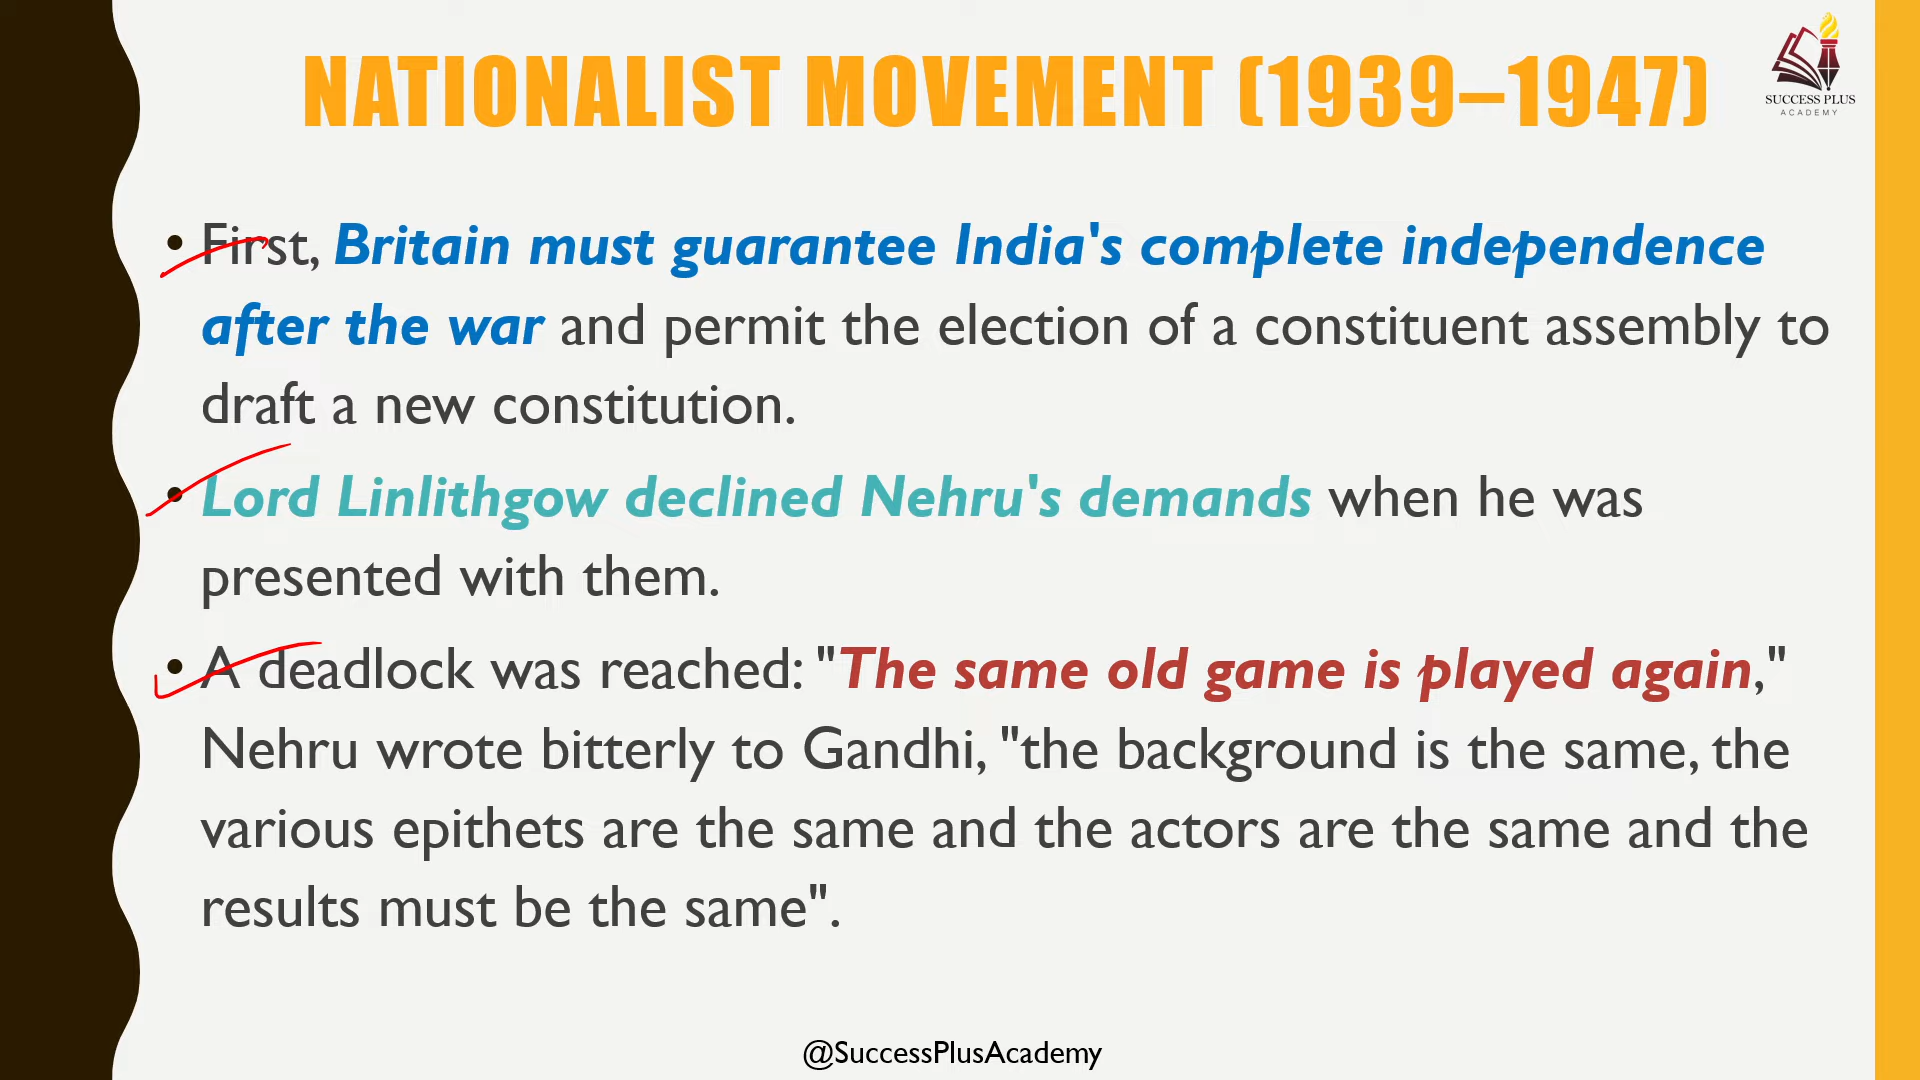 NATIONALIST MOVEMENT (1939–1947)
SUCCESS PLUS
ACADEMY
• First, Britain must guarantee India's complete independence
after the war and permit the election of a constituent assembly to
draft a new constitution.
• Lord Linlithgow declined Nehru's demands when he was
presented with them.
• A deadlock was reached: "The same old game is played again,"
Nehru wrote bitterly to Gandhi, "the background is the same, the
various epithets are the same and the actors are the same and the
results must be the same".
@SuccessPlusAcademy